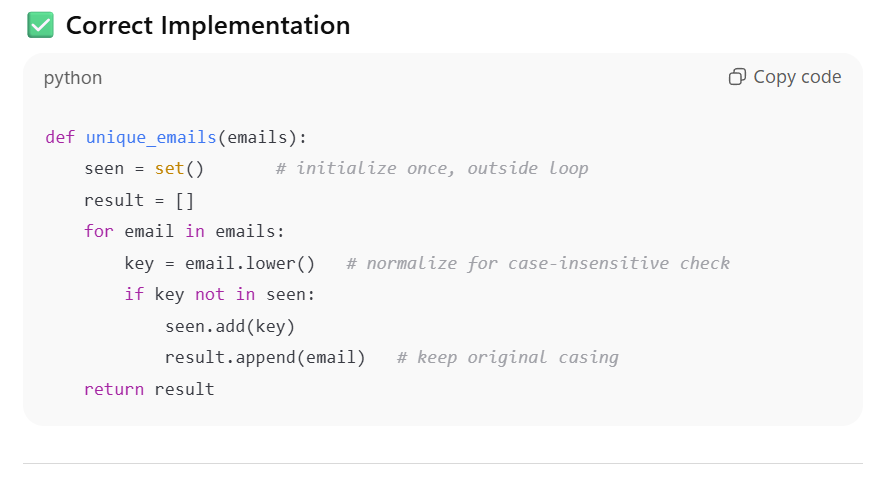 ✅ Correct Implementation
python
Copy code
def unique_emails(emails):
    seen = set()       # initialize once, outside loop
    result = []
    for email in emails:
        key = email.lower()   # normalize for case-insensitive check
        if key not in seen:
            seen.add(key)
            result.append(email)   # keep original casing
    return result